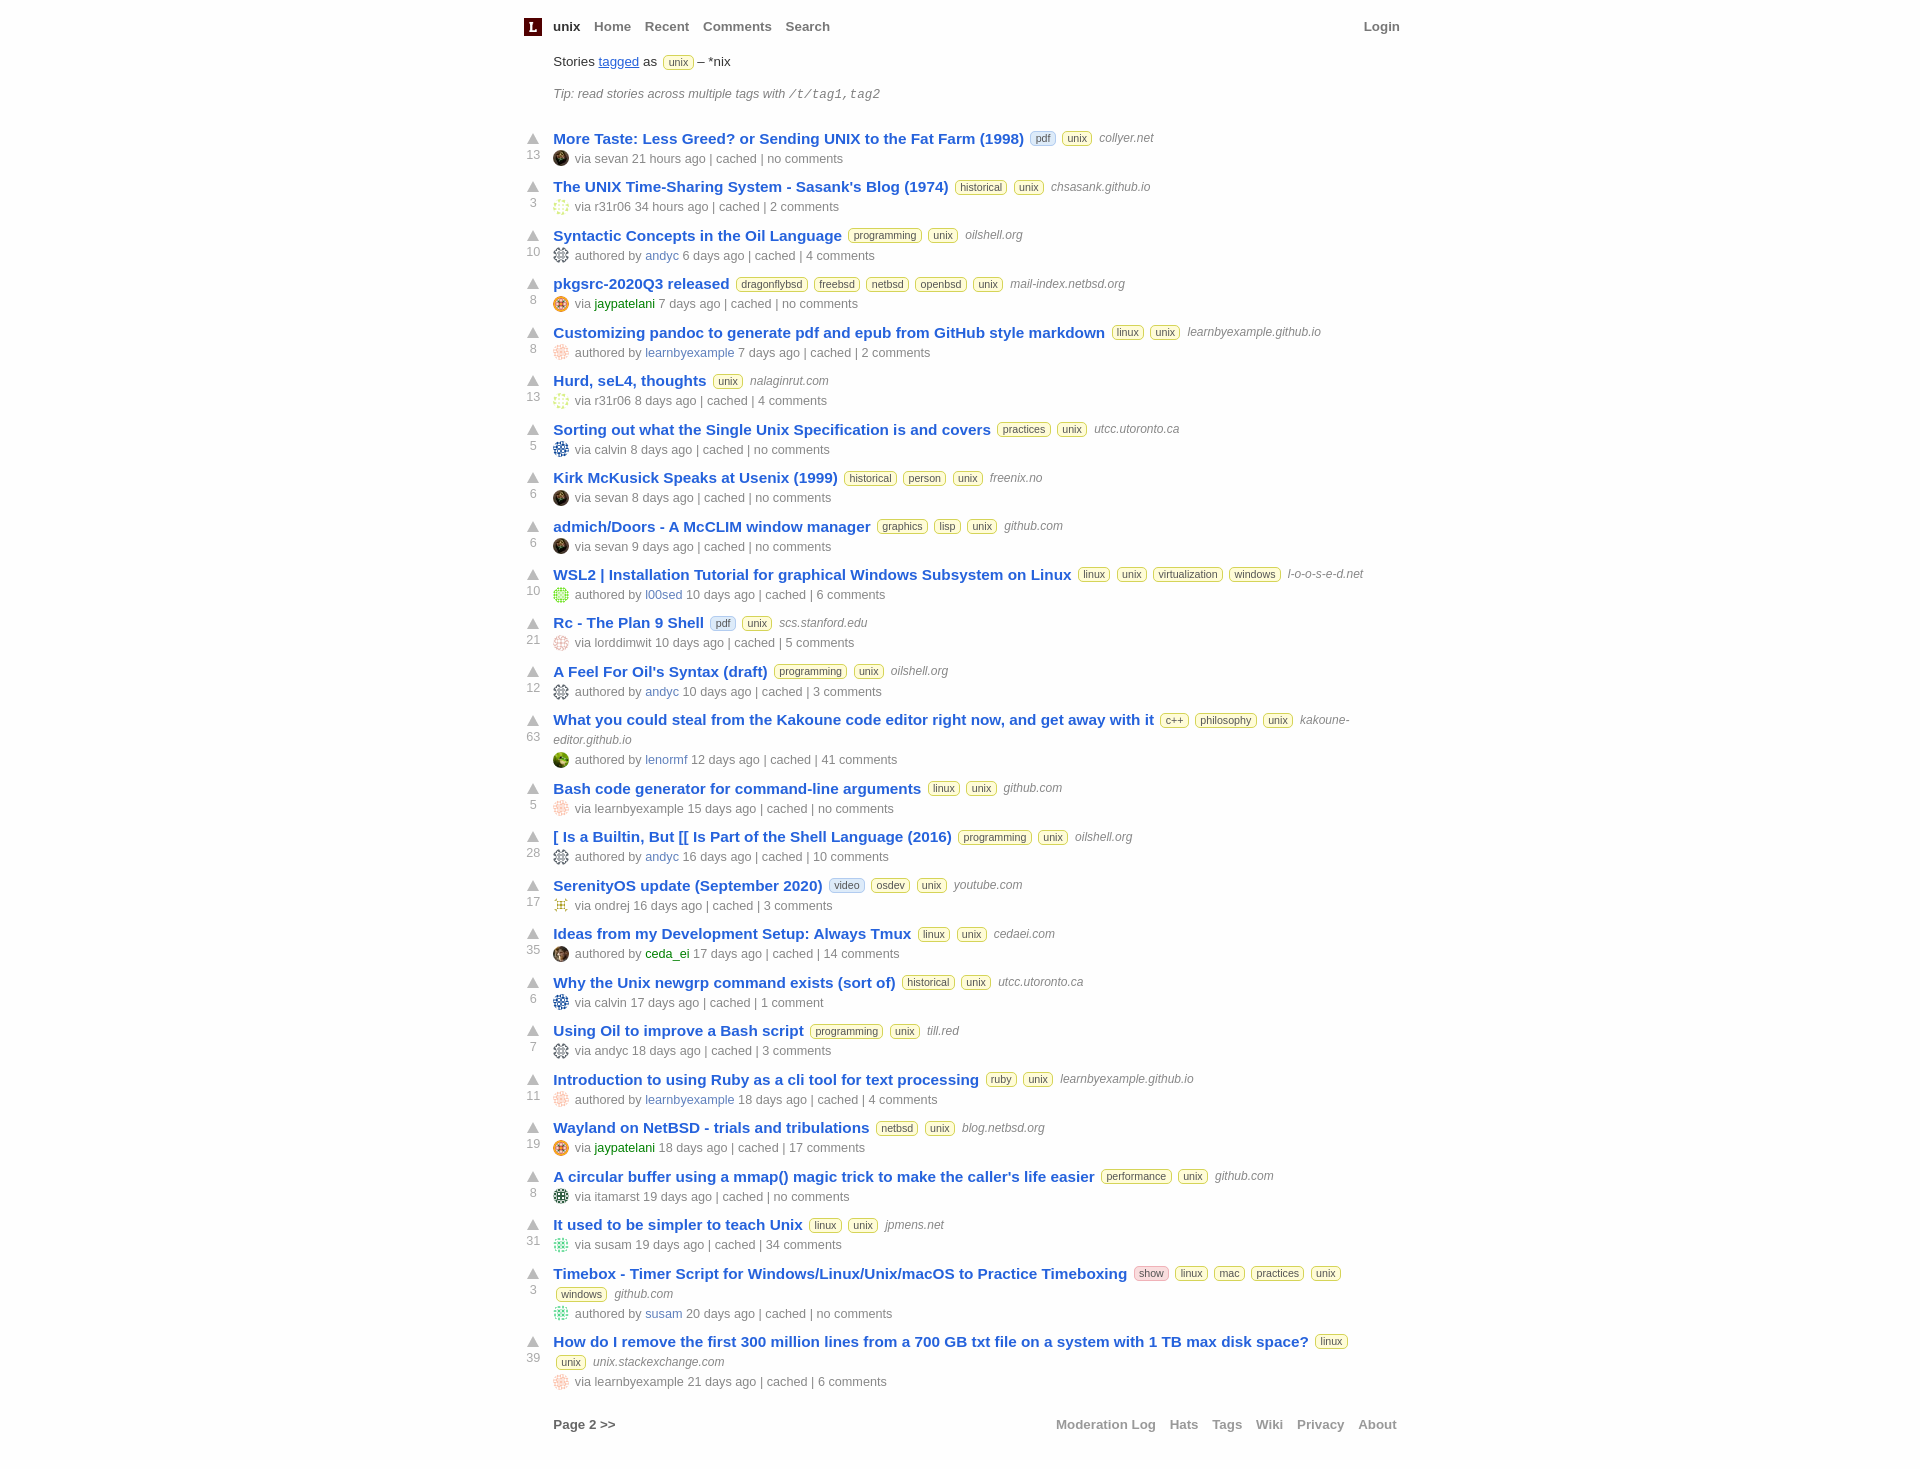 L unix Home Recent Comments Search Login
Stories tagged as unix – *nix
Tip: read stories across multiple tags with /t/tag1,tag2
More Taste: Less Greed? or Sending UNIX to the Fat Farm (1998) pdf unix collyer.net
13
via sevan 21 hours ago | cached | no comments
The UNIX Time-Sharing System - Sasank's Blog (1974) historical unix chsasank.github.io
3
via r31r06 34 hours ago | cached | 2 comments
Syntactic Concepts in the Oil Language programming unix oilshell.org
10
authored by andyc 6 days ago | cached | 4 comments
pkgsrc-2020Q3 released dragonflybsd freebsd netbsd openbsd unix mail-index.netbsd.org
8
via jaypatelani 7 days ago | cached | no comments
Customizing pandoc to generate pdf and epub from GitHub style markdown linux unix learnbyexample.github.io
8
authored by learnbyexample 7 days ago | cached | 2 comments
Hurd, seL4, thoughts unix nalaginrut.com
13
via r31r06 8 days ago | cached | 4 comments
Sorting out what the Single Unix Specification is and covers practices unix utcc.utoronto.ca
5
via calvin 8 days ago | cached | no comments
Kirk McKusick Speaks at Usenix (1999) historical person unix freenix.no
6
via sevan 8 days ago | cached | no comments
admich/Doors - A McCLIM window manager graphics lisp unix github.com
6
via sevan 9 days ago | cached | no comments
WSL2 | Installation Tutorial for graphical Windows Subsystem on Linux linux unix virtualization windows l-o-o-s-e-d.net
10
authored by l00sed 10 days ago | cached | 6 comments
Rc - The Plan 9 Shell pdf unix scs.stanford.edu
21
via lorddimwit 10 days ago | cached | 5 comments
A Feel For Oil's Syntax (draft) programming unix oilshell.org
12
authored by andyc 10 days ago | cached | 3 comments
What you could steal from the Kakoune code editor right now, and get away with it c++ philosophy unix kakoune-
63
editor.github.io
authored by lenormf 12 days ago | cached | 41 comments
Bash code generator for command-line arguments linux unix github.com
5
via learnbyexample 15 days ago | cached | no comments
[ Is a Builtin, But [[ Is Part of the Shell Language (2016) programming unix oilshell.org
28
authored by andyc 16 days ago | cached | 10 comments
SerenityOS update (September 2020) video osdev unix youtube.com
17
via ondrej 16 days ago | cached | 3 comments
Ideas from my Development Setup: Always Tmux linux unix cedaei.com
35
authored by ceda_ei 17 days ago | cached | 14 comments
Why the Unix newgrp command exists (sort of) historical unix utcc.utoronto.ca
6
via calvin 17 days ago | cached | 1 comment
Using Oil to improve a Bash script programming unix till.red
7
via andyc 18 days ago | cached | 3 comments
Introduction to using Ruby as a cli tool for text processing ruby unix learnbyexample.github.io
11
authored by learnbyexample 18 days ago | cached | 4 comments
Wayland on NetBSD - trials and tribulations netbsd unix blog.netbsd.org
19
via jaypatelani 18 days ago | cached | 17 comments
A circular buffer using a mmap() magic trick to make the caller's life easier performance unix github.com
8
via itamarst 19 days ago | cached | no comments
It used to be simpler to teach Unix linux unix jpmens.net
31
via susam 19 days ago | cached | 34 comments
Timebox - Timer Script for Windows/Linux/Unix/macOS to Practice Timeboxing show linux mac practices unix
3
windows github.com
authored by susam 20 days ago | cached | no comments
How do I remove the first 300 million lines from a 700 GB txt file on a system with 1 TB max disk space? linux
39
unix unix.stackexchange.com
via learnbyexample 21 days ago | cached | 6 comments
Page 2 >> Moderation Log Hats Tags Wiki Privacy About